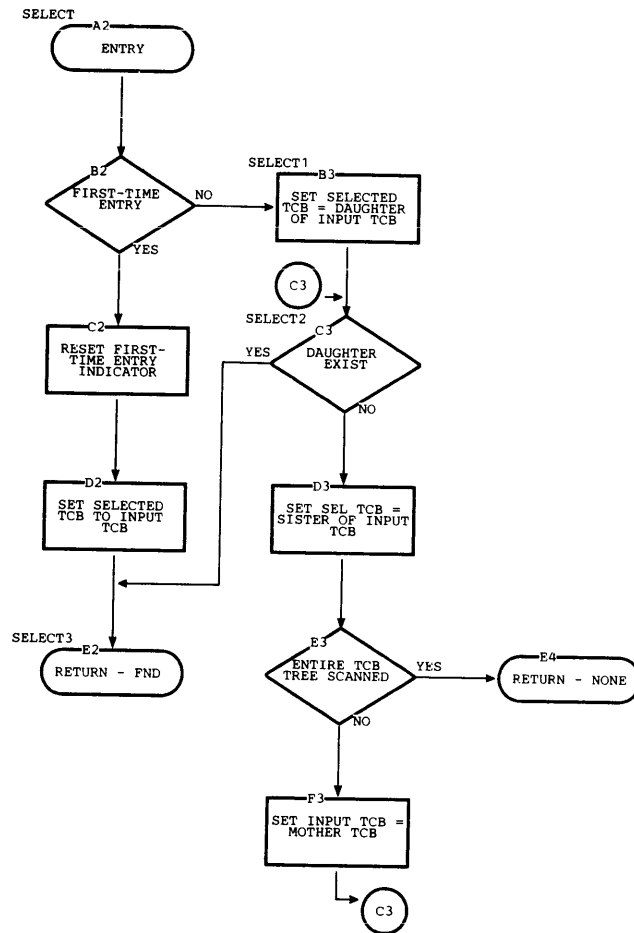 SELECT
A2
ENTRY
B2
FIRST-TIME
ENTRY
NO
YES
SELECT1
B3
SET SELECTED
TCB = DAUGHTER
OF INPUT TCB
C3
SELECT2
C3
DAUGHTER
EXIST
YES
NO
C2
RESET FIRST-
TIME ENTRY
INDICATOR
D2
SET SELECTED
TCB TO INPUT
TCB
D3
SET SEL TCB =
SISTER OF INPUT
TCB
SELECT3
E2
RETURN - FND
E3
ENTIRE TCB
TREE SCANNED
YES
NO
E4
RETURN - NONE
F3
SET INPUT TCB =
MOTHER TCB
C3